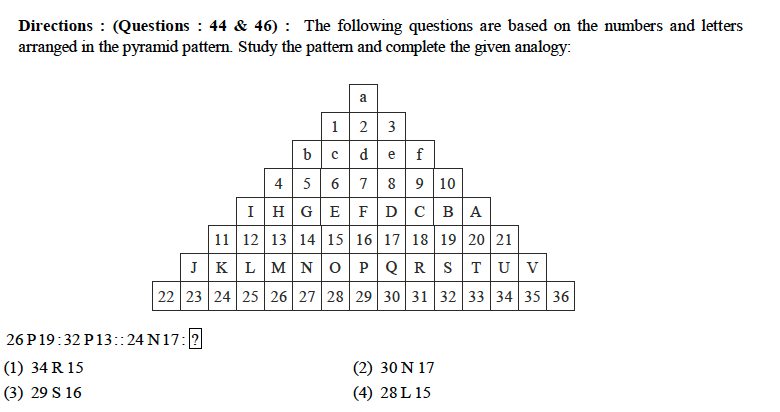 Directions : (Questions : 44 & 46) : The following questions are based on the numbers and letters
arranged in the pyramid pattern. Study the pattern and complete the given analogy:
a
1 2 3
b c d e f
4 5 6 7 8 9 10
I H G E F D C B A
11 12 13 14 15 16 17 18 19 20 21
J K L M N O P Q R S T U V
22 23 24 25 26 27 28 29 30 31 32 33 34 35 36
26 P 19 : 32 P 13 : : 24 N 17 : ?
(1) 34 R 15 (2) 30 N 17
(3) 29 S 16 (4) 28 L 15